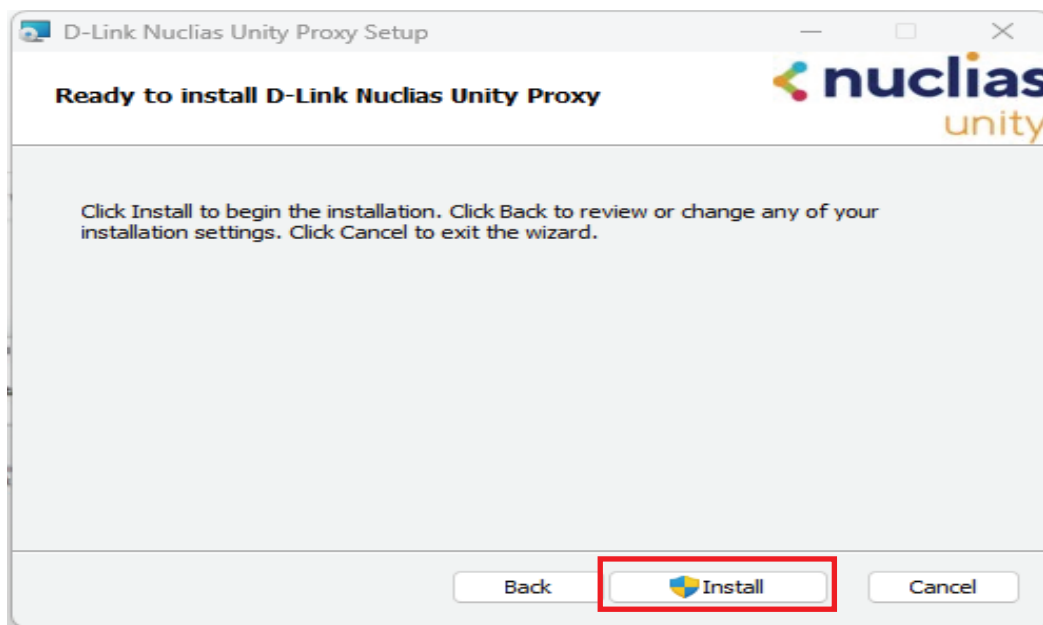 D-Link Nuclias Unity Proxy Setup
Ready to install D-Link Nuclias Unity Proxy
nuclias
unity
Click Install to begin the installation. Click Back to review or change any of your
installation settings. Click Cancel to exit the wizard.
Back
Install
Cancel